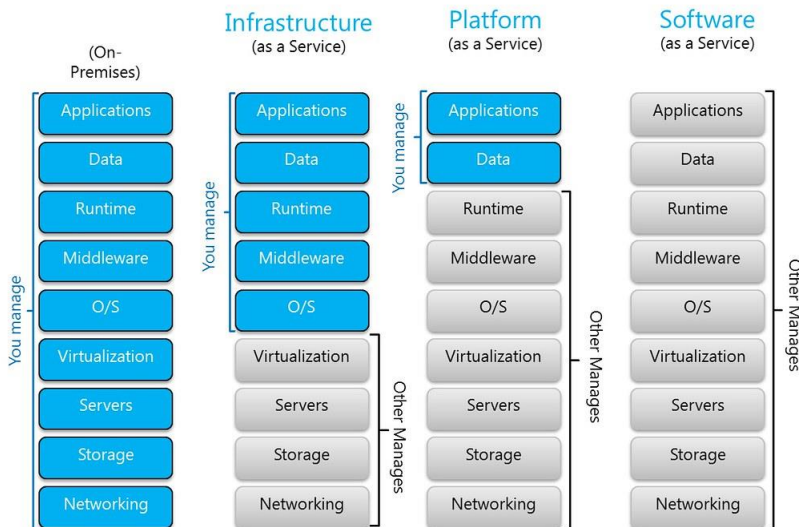 (On-
Premises)
You manage
Applications
Data
Runtime
Middleware
O/S
Virtualization
Servers
Storage
Networking
Infrastructure
(as a Service)
You manage
Applications
Data
Runtime
Middleware
O/S
Virtualization
Servers
Storage
Networking
Other Manages
Platform
(as a Service)
You manage
Applications
Data
Runtime
Middleware
O/S
Virtualization
Servers
Storage
Networking
Other Manages
Software
(as a Service)
Applications
Data
Runtime
Middleware
O/S
Virtualization
Servers
Storage
Networking
Other Manages